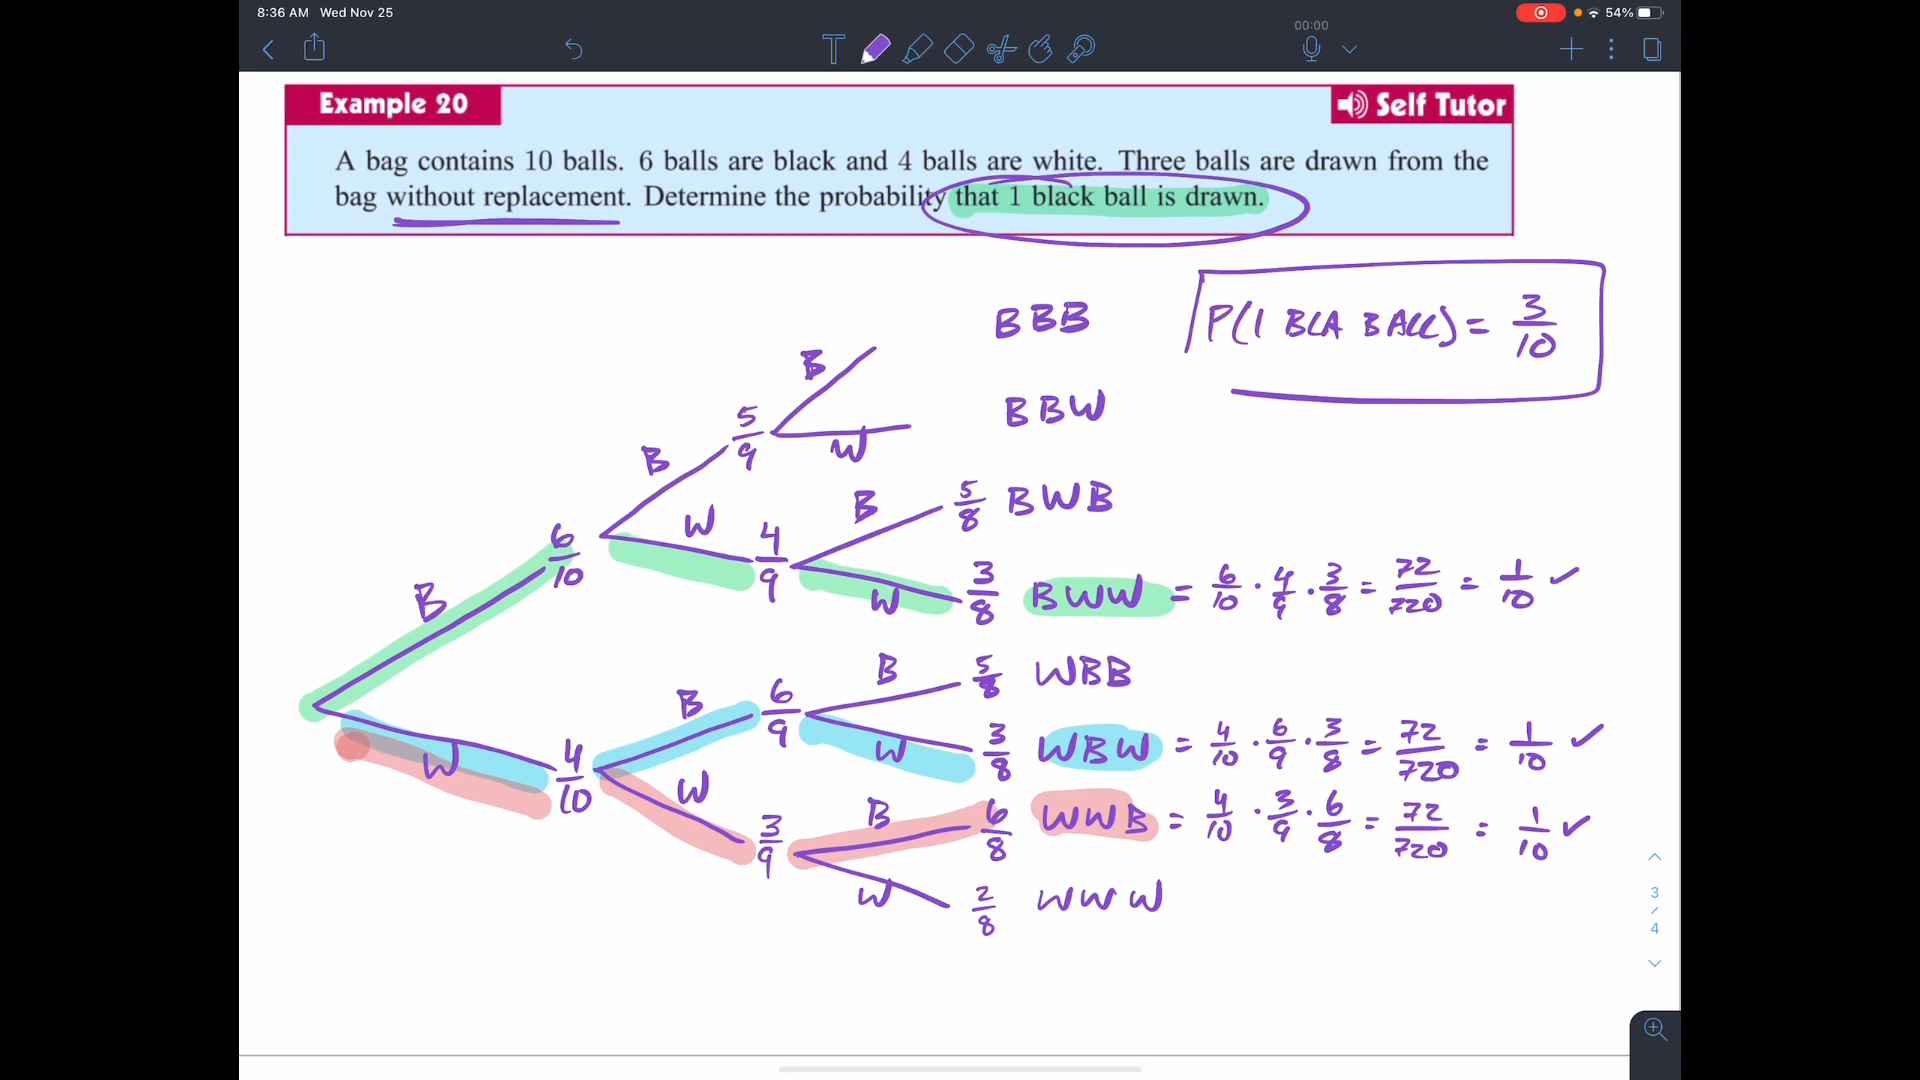 8:36 AM Wed Nov 25
54%
00:00
T
Example 20
Self Tutor
A bag contains 10 balls. 6 balls are black and 4 balls are white. Three balls are drawn from the
bag without replacement. Determine the probability that 1 black ball is drawn.
BBB
P(1 BLA BALL) = 3/10
B
BBW
5/9
W
B
B
5/8 BWB
W
4/9
6/10
W
3/8
BWW = 6/10 · 4/9 · 3/8 = 72/720 = 1/10 ✓
B
B
5/8 WBB
B
6/9
W
3/8 WBW = 4/10 · 6/9 · 3/8 = 72/720 = 1/10 ✓
W
4/10
W
B
6/8 WWB = 4/10 · 3/9 · 6/8 = 72/720 = 1/10 ✓
3/9
W
2/8 WWW
3
/
4